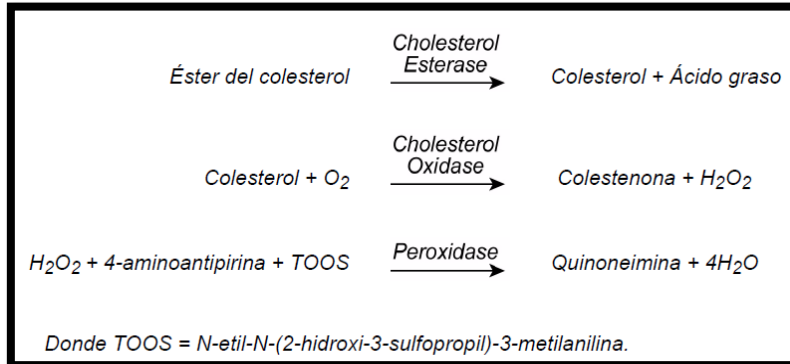 Cholesterol
Esterase
Éster del colesterol
Colesterol + Ácido graso
Cholesterol
Oxidase
Colesterol + O₂
Colestenona + H₂O₂
Peroxidase
H₂O₂ + 4-aminoantipirina + TOOS
Quinoneimina + 4H₂O
Donde TOOS = N-etil-N-(2-hidroxi-3-sulfopropil)-3-metilanilina.